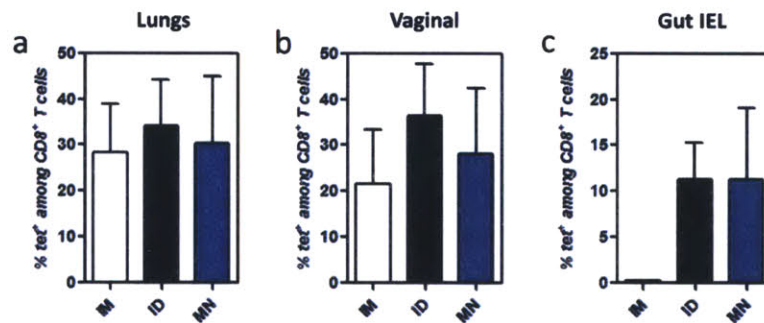 Lungs
a
% tet+ among CD8+ T cells
50
40
30
20
10
0
IM
ID
MN
Vaginal
b
% tet+ among CD8+ T cells
50
40
30
20
10
0
IM
ID
MN
Gut IEL
c
% tet+ among CD8+ T cells
25
20
15
10
5
0
IM
ID
MN